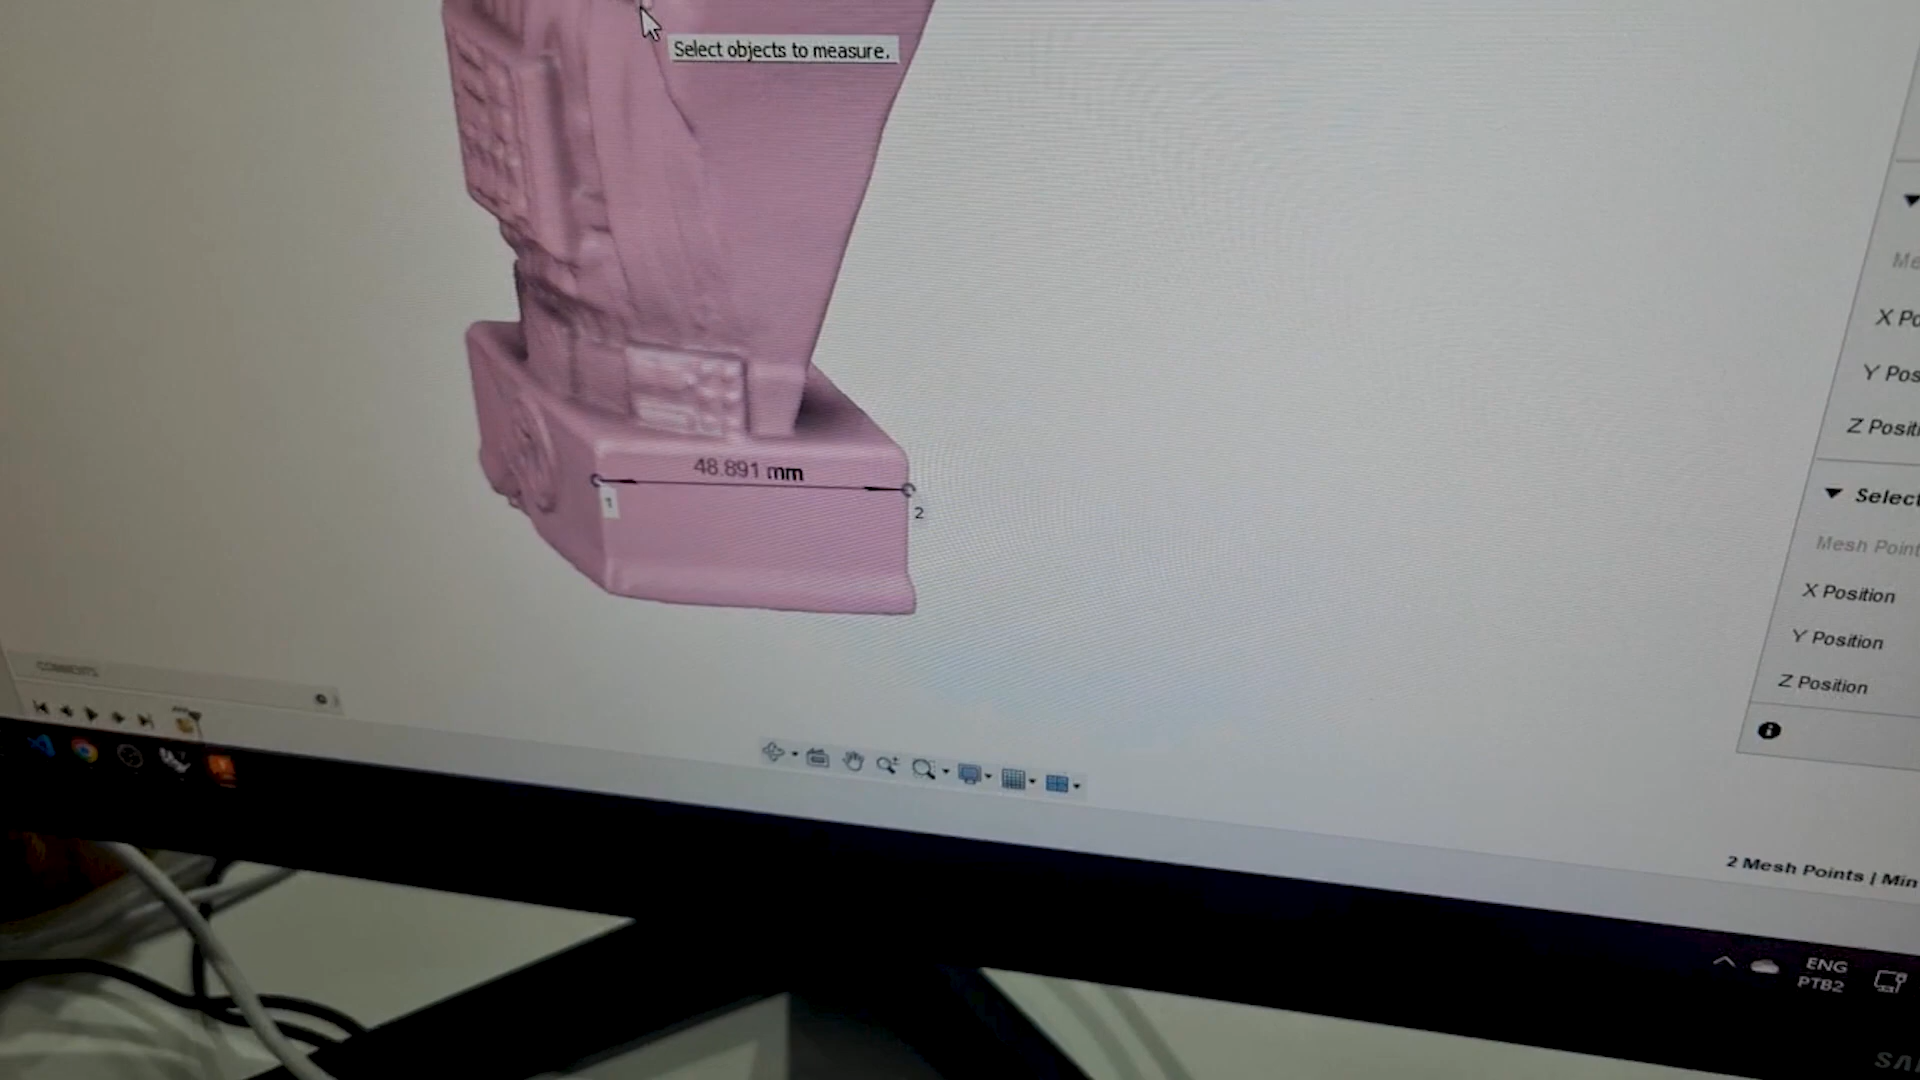 Select objects to measure.
48.891 mm
1
2
X Po
Y Pos
Z Positi
Select
Mesh Point
X Position
Y Position
Z Position
COMMENTS
2 Mesh Points | Min
ENG
PTB2